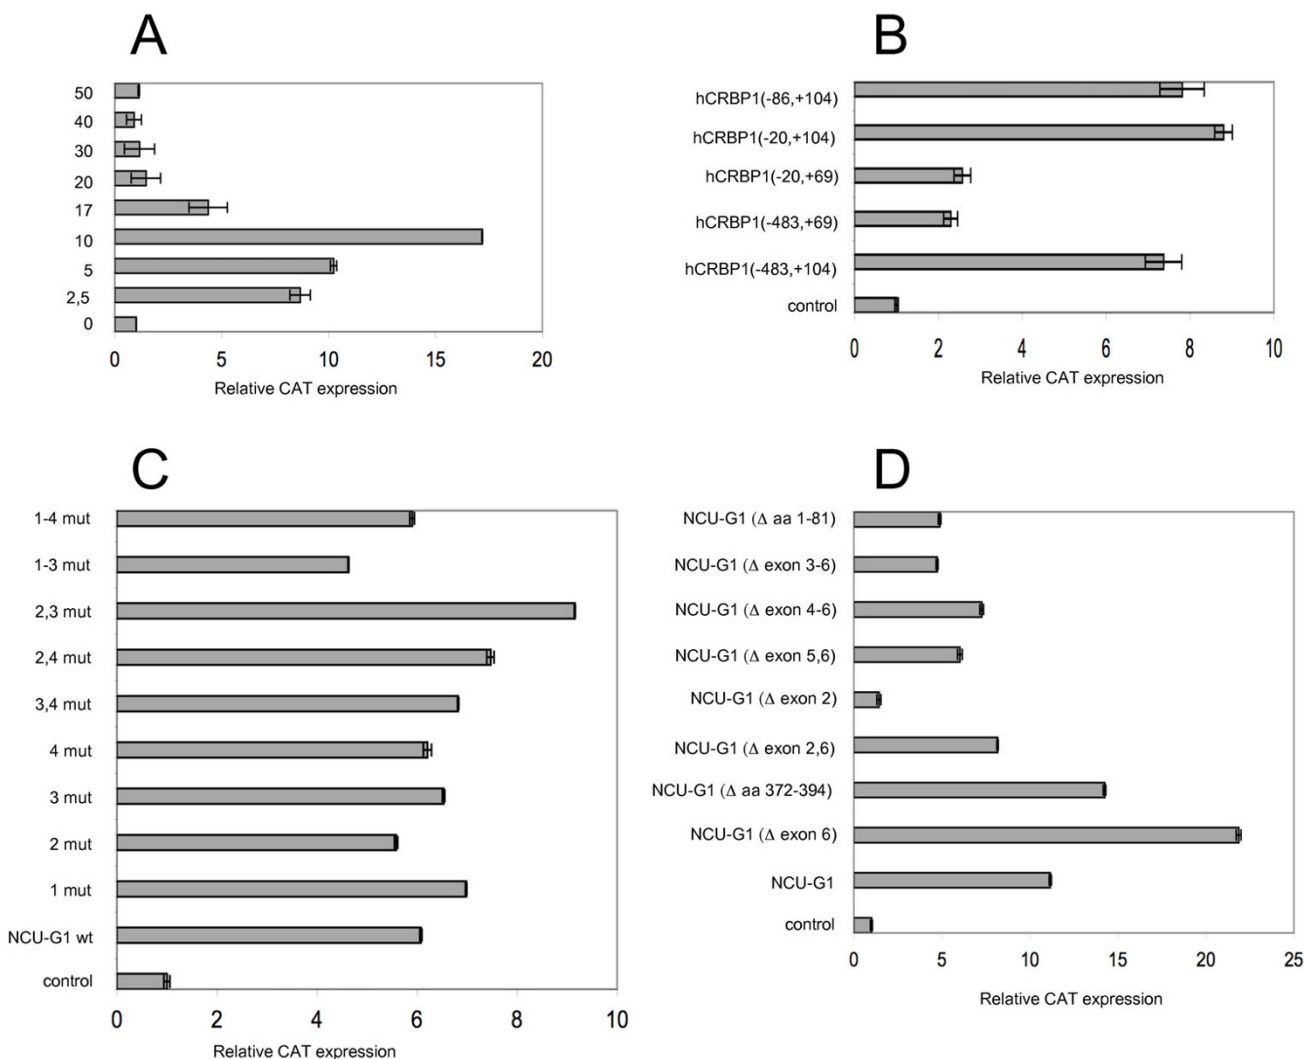 A
50
40
30
20
17
10
5
2,5
0
0 5 10 15 20
Relative CAT expression
B
hCRBP1(-86,+104)
hCRBP1(-20,+104)
hCRBP1(-20,+69)
hCRBP1(-483,+69)
hCRBP1(-483,+104)
control
0 2 4 6 8 10
Relative CAT expression
C
1-4 mut
1-3 mut
2,3 mut
2,4 mut
3,4 mut
4 mut
3 mut
2 mut
1 mut
NCU-G1 wt
control
0 2 4 6 8 10
Relative CAT expression
D
NCU-G1 (Δ aa 1-81)
NCU-G1 (Δ exon 3-6)
NCU-G1 (Δ exon 4-6)
NCU-G1 (Δ exon 5,6)
NCU-G1 (Δ exon 2)
NCU-G1 (Δ exon 2,6)
NCU-G1 (Δ aa 372-394)
NCU-G1 (Δ exon 6)
NCU-G1
control
0 5 10 15 20 25
Relative CAT expression